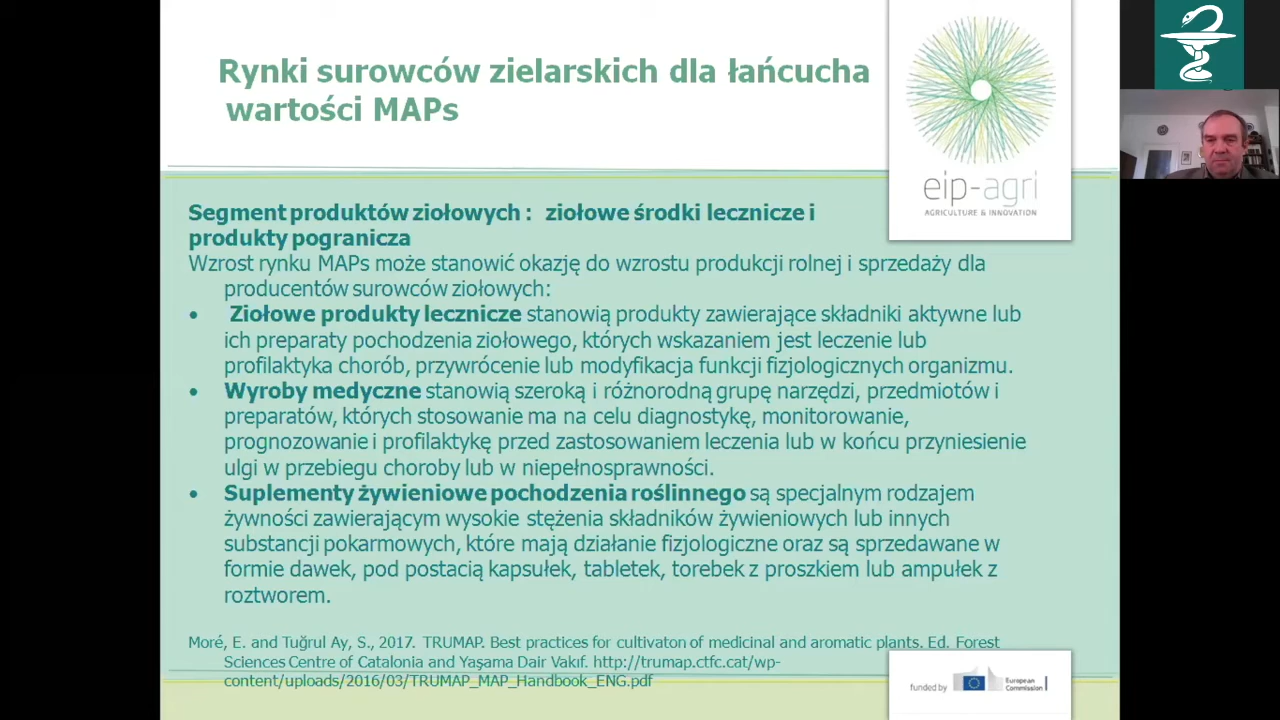 Rynki surowców zielarskich dla łańcucha
wartości MAPs
eip-agri
AGRICULTURE & INNOVATION
Segment produktów ziołowych : ziołowe środki lecznicze i
produkty pogranicza
Wzrost rynku MAPs może stanowić okazję do wzrostu produkcji rolnej i sprzedaży dla
producentów surowców ziołowych:
• Ziołowe produkty lecznicze stanowią produkty zawierające składniki aktywne lub
ich preparaty pochodzenia ziołowego, których wskazaniem jest leczenie lub
profilaktyka chorób, przywrócenie lub modyfikacja funkcji fizjologicznych organizmu.
• Wyroby medyczne stanowią szeroką i różnorodną grupę narzędzi, przedmiotów i
preparatów, których stosowanie ma na celu diagnostykę, monitorowanie,
prognozowanie i profilaktykę przed zastosowaniem leczenia lub w końcu przyniesienie
ulgi w przebiegu choroby lub w niepełnosprawności.
• Suplementy żywieniowe pochodzenia roślinnego są specjalnym rodzajem
żywności zawierającym wysokie stężenia składników żywieniowych lub innych
substancji pokarmowych, które mają działanie fizjologiczne oraz są sprzedawane w
formie dawek, pod postacią kapsułek, tabletek, torebek z proszkiem lub ampułek z
roztworem.
Moré, E. and Tuğrul Ay, S., 2017. TRUMAP. Best practices for cultivaton of medicinal and aromatic plants. Ed. Forest
Sciences Centre of Catalonia and Yaşama Dair Vakıf. http://trumap.ctfc.cat/wp-
content/uploads/2016/03/TRUMAP_MAP_Handbook_ENG.pdf
funded by
European
Commission